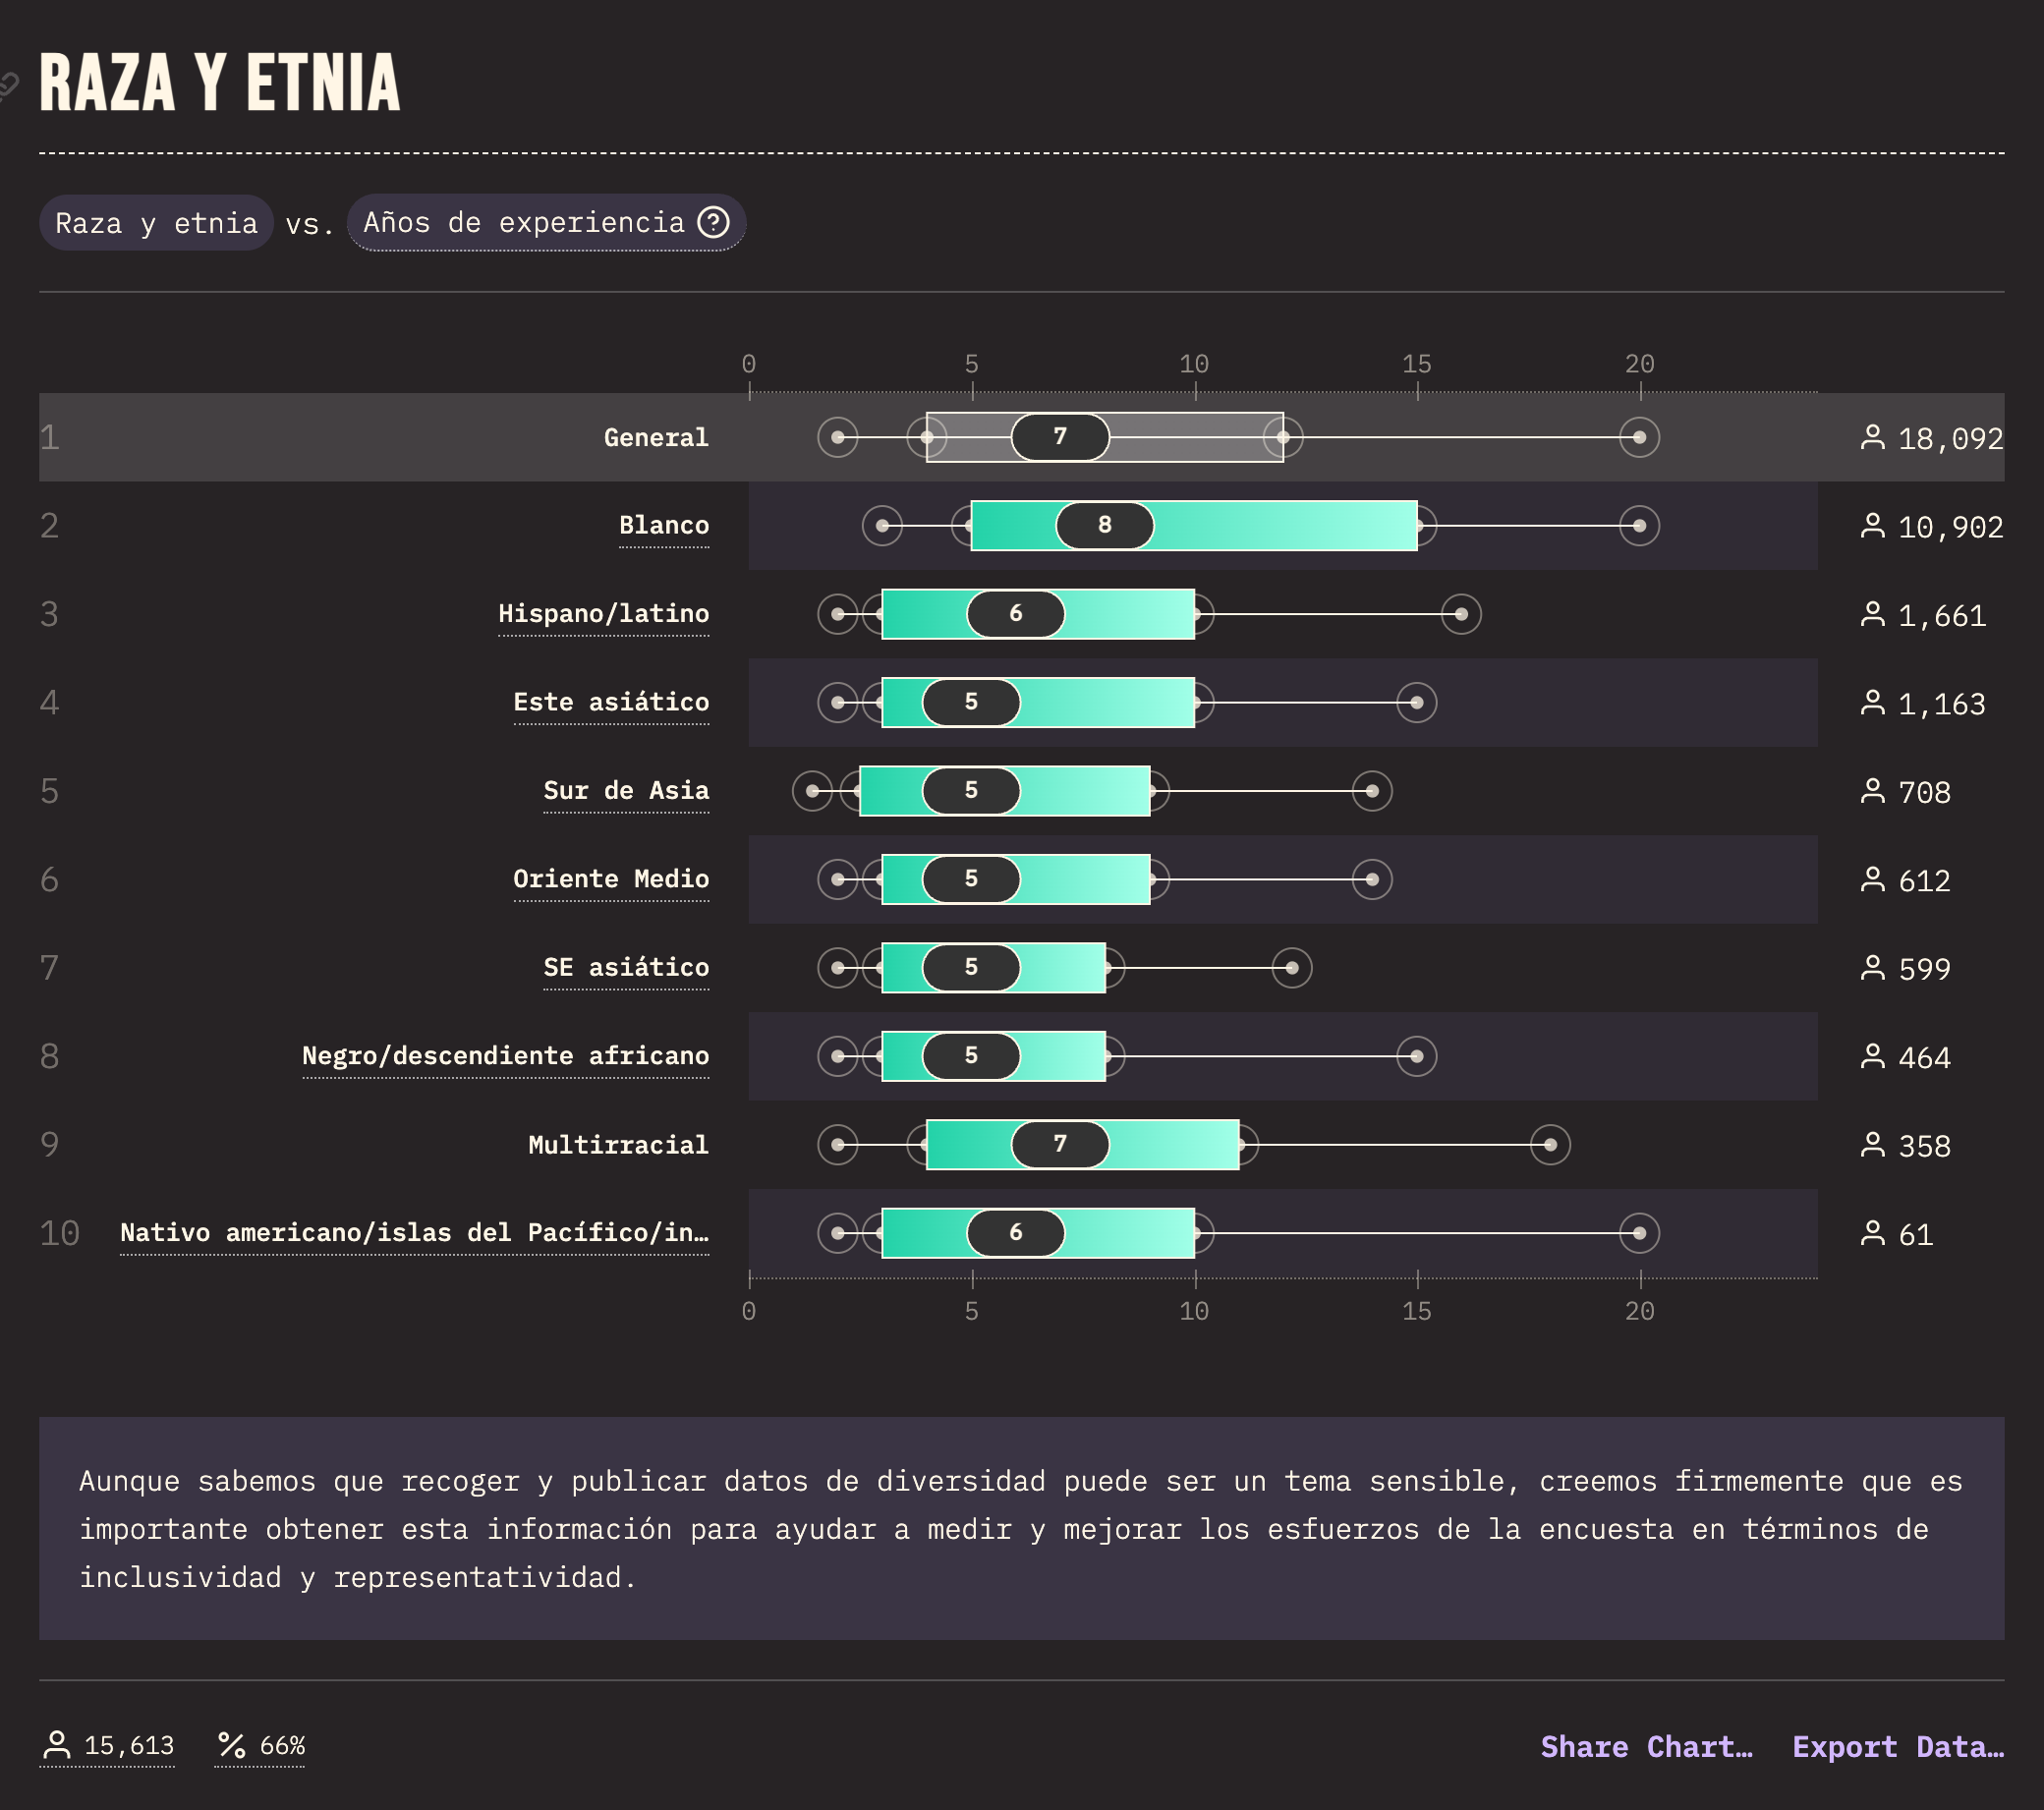 RAZA Y ETNIA
Raza y etnia vs. Años de experiencia ?
0 5 10 15 20
1 General 7 18,092
2 Blanco 8 10,902
3 Hispano/latino 6 1,661
4 Este asiático 5 1,163
5 Sur de Asia 5 708
6 Oriente Medio 5 612
7 SE asiático 5 599
8 Negro/descendiente africano 5 464
9 Multirracial 7 358
10 Nativo americano/islas del Pacífico/in… 6 61
0 5 10 15 20
Aunque sabemos que recoger y publicar datos de diversidad puede ser un tema sensible, creemos firmemente que es
importante obtener esta información para ayudar a medir y mejorar los esfuerzos de la encuesta en términos de
inclusividad y representatividad.
15,613 % 66% Share Chart… Export Data…